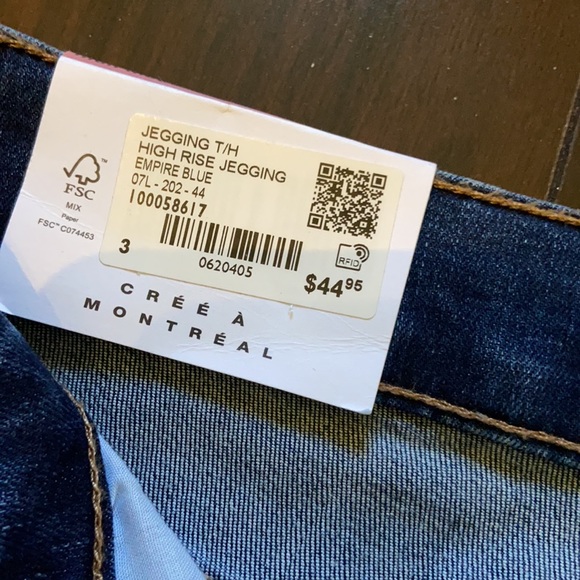 FSC
MIX
Paper
FSC™ C074453
JEGGING T/H
HIGH RISE JEGGING
EMPIRE BLUE
07L - 202 - 44
100058617
3
0620405
RFID
$44.95
CRÉÉ À
MONTRÉAL